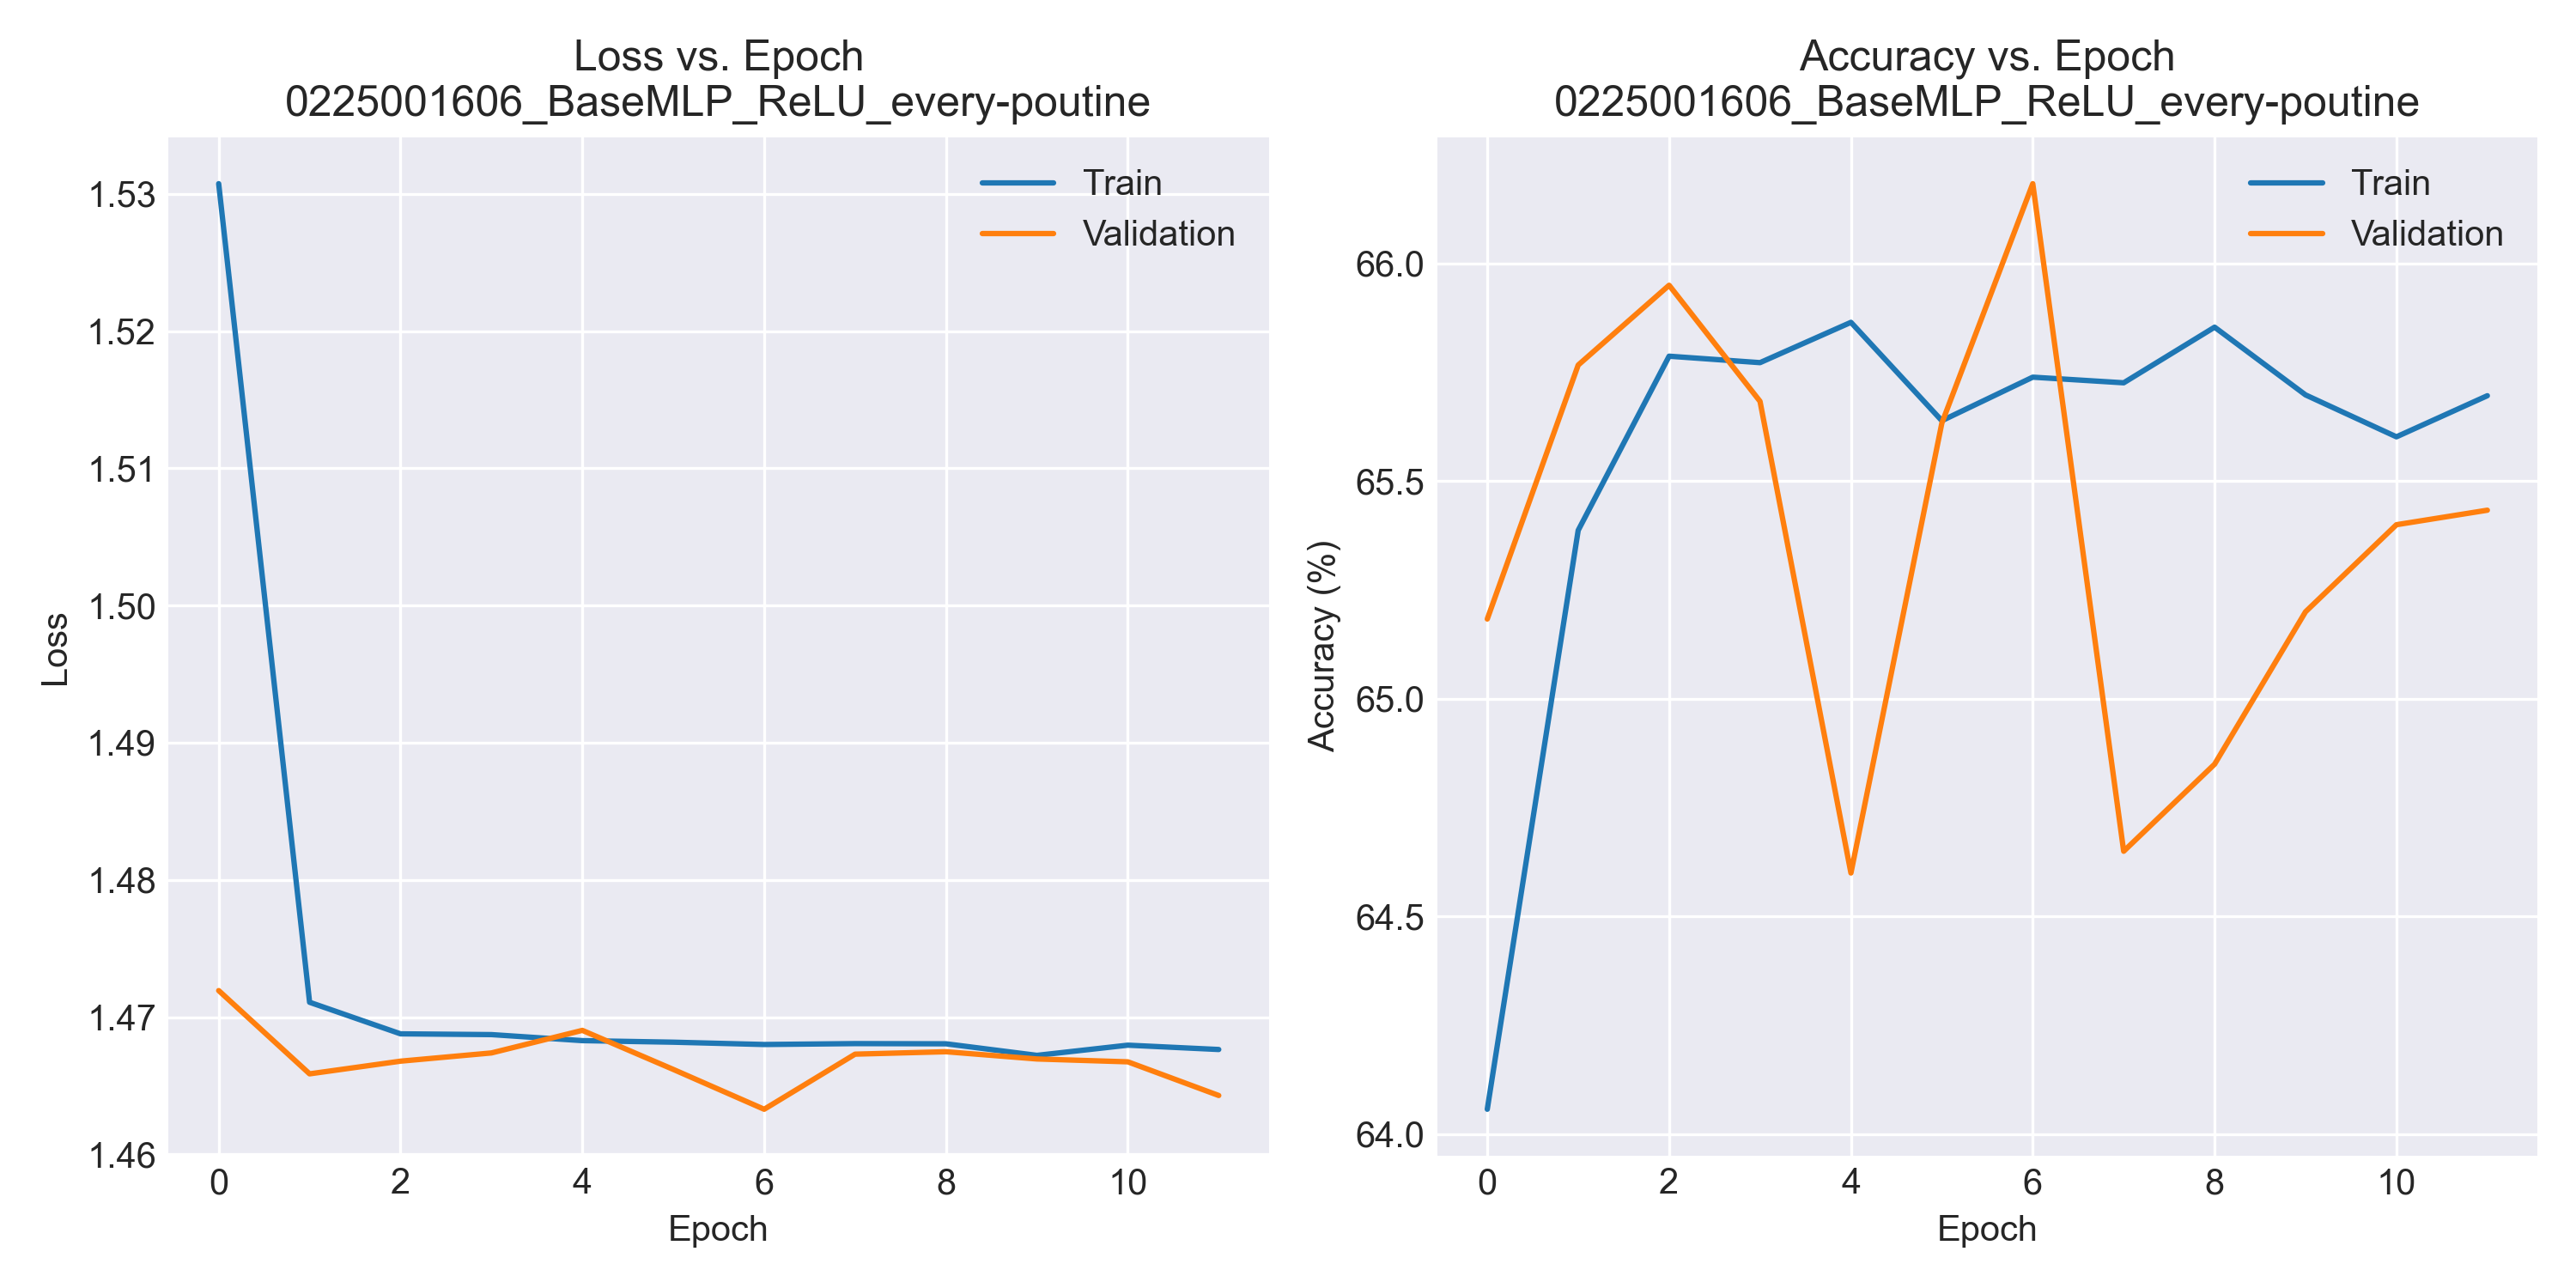 Loss vs. Epoch
0225001606_BaseMLP_ReLU_every-poutine
Train
Validation
1.53
1.52
1.51
1.50
1.49
1.48
1.47
1.46
Loss
0 2 4 6 8 10
Epoch
Accuracy vs. Epoch
0225001606_BaseMLP_ReLU_every-poutine
Train
Validation
66.0
65.5
65.0
64.5
64.0
Accuracy (%)
0 2 4 6 8 10
Epoch